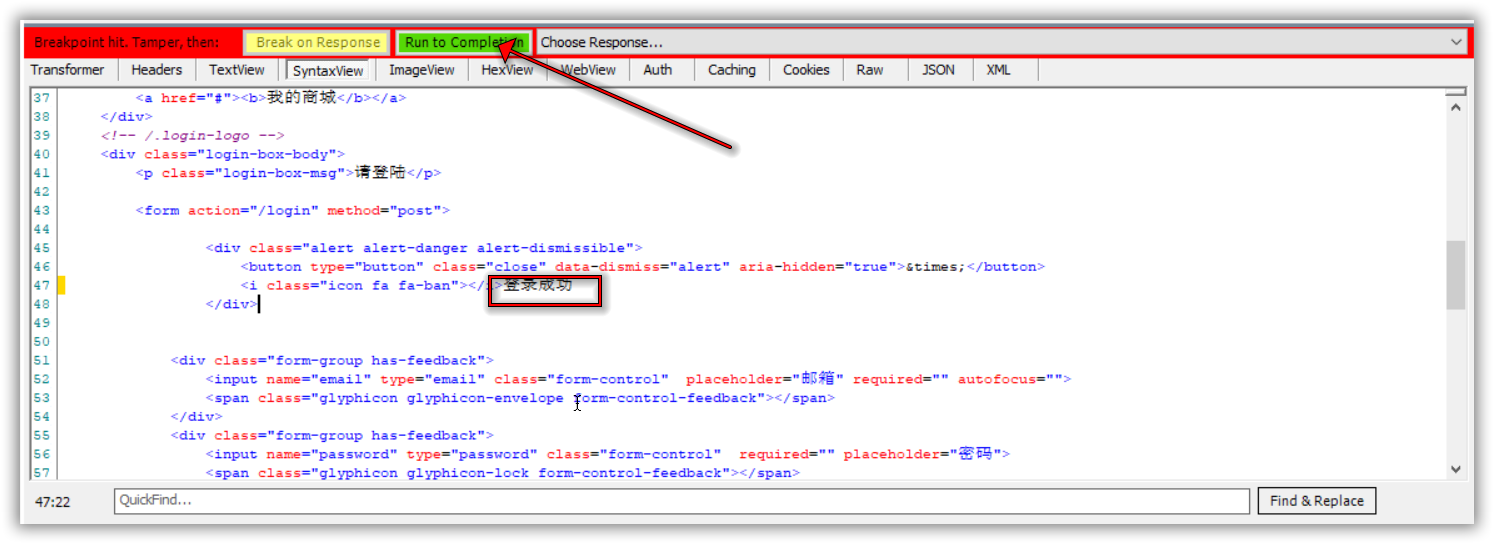 Breakpoint hit. Tamper, then: Break on Response Run to Completion Choose Response...
Transformer Headers TextView SyntaxView ImageView HexView WebView Auth Caching Cookies Raw JSON XML
37 <a href="#"><b>我的商城</b></a>
38 </div>
39 <!-- /.login-logo -->
40 <div class="login-box-body">
41 <p class="login-box-msg">请登陆</p>
42
43 <form action="/login" method="post">
44
45 <div class="alert alert-danger alert-dismissible">
46 <button type="button" class="close" data-dismiss="alert" aria-hidden="true">&times;</button>
47 <i class="icon fa fa-ban"></i>登录成功
48 </div>
49
50
51 <div class="form-group has-feedback">
52 <input name="email" type="email" class="form-control" placeholder="邮箱" required="" autofocus="">
53 <span class="glyphicon glyphicon-envelope form-control-feedback"></span>
54 </div>
55 <div class="form-group has-feedback">
56 <input name="password" type="password" class="form-control" required="" placeholder="密码">
57 <span class="glyphicon glyphicon-lock form-control-feedback"></span>
47:22 QuickFind... Find & Replace